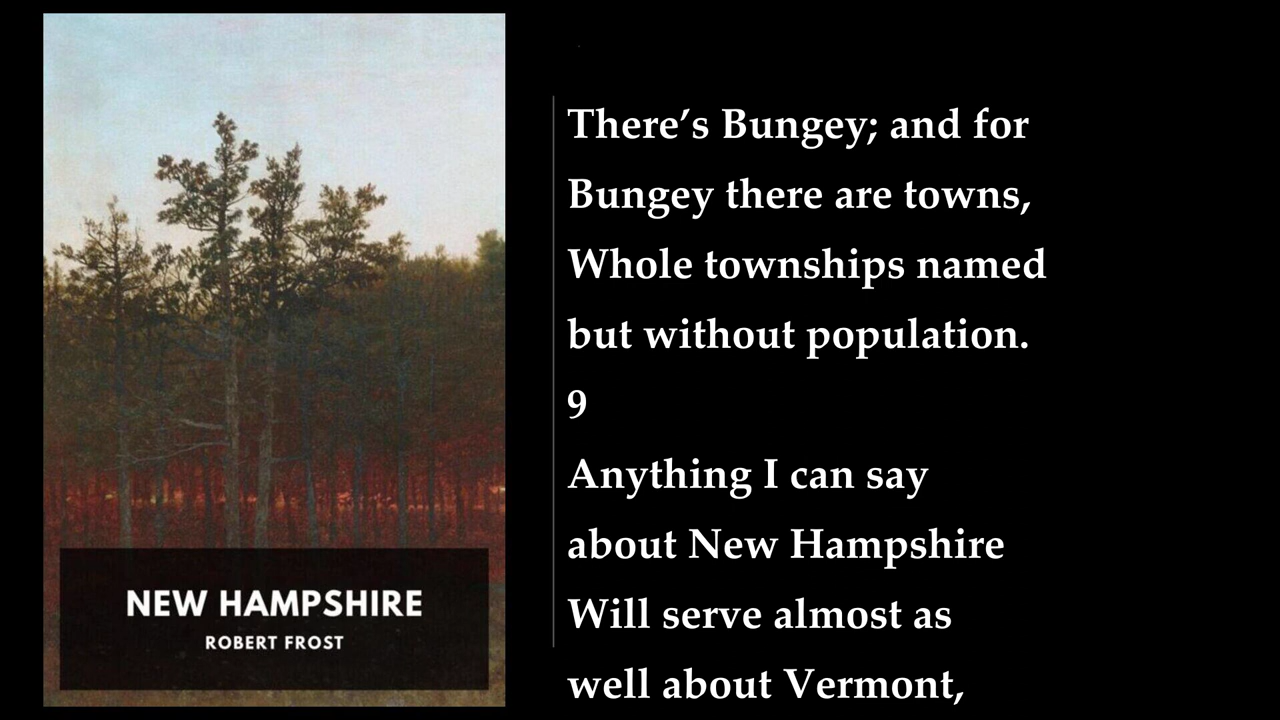 NEW HAMPSHIRE
ROBERT FROST
There’s Bungey; and for
Bungey there are towns,
Whole townships named
but without population.
9
Anything I can say
about New Hampshire
Will serve almost as
well about Vermont,